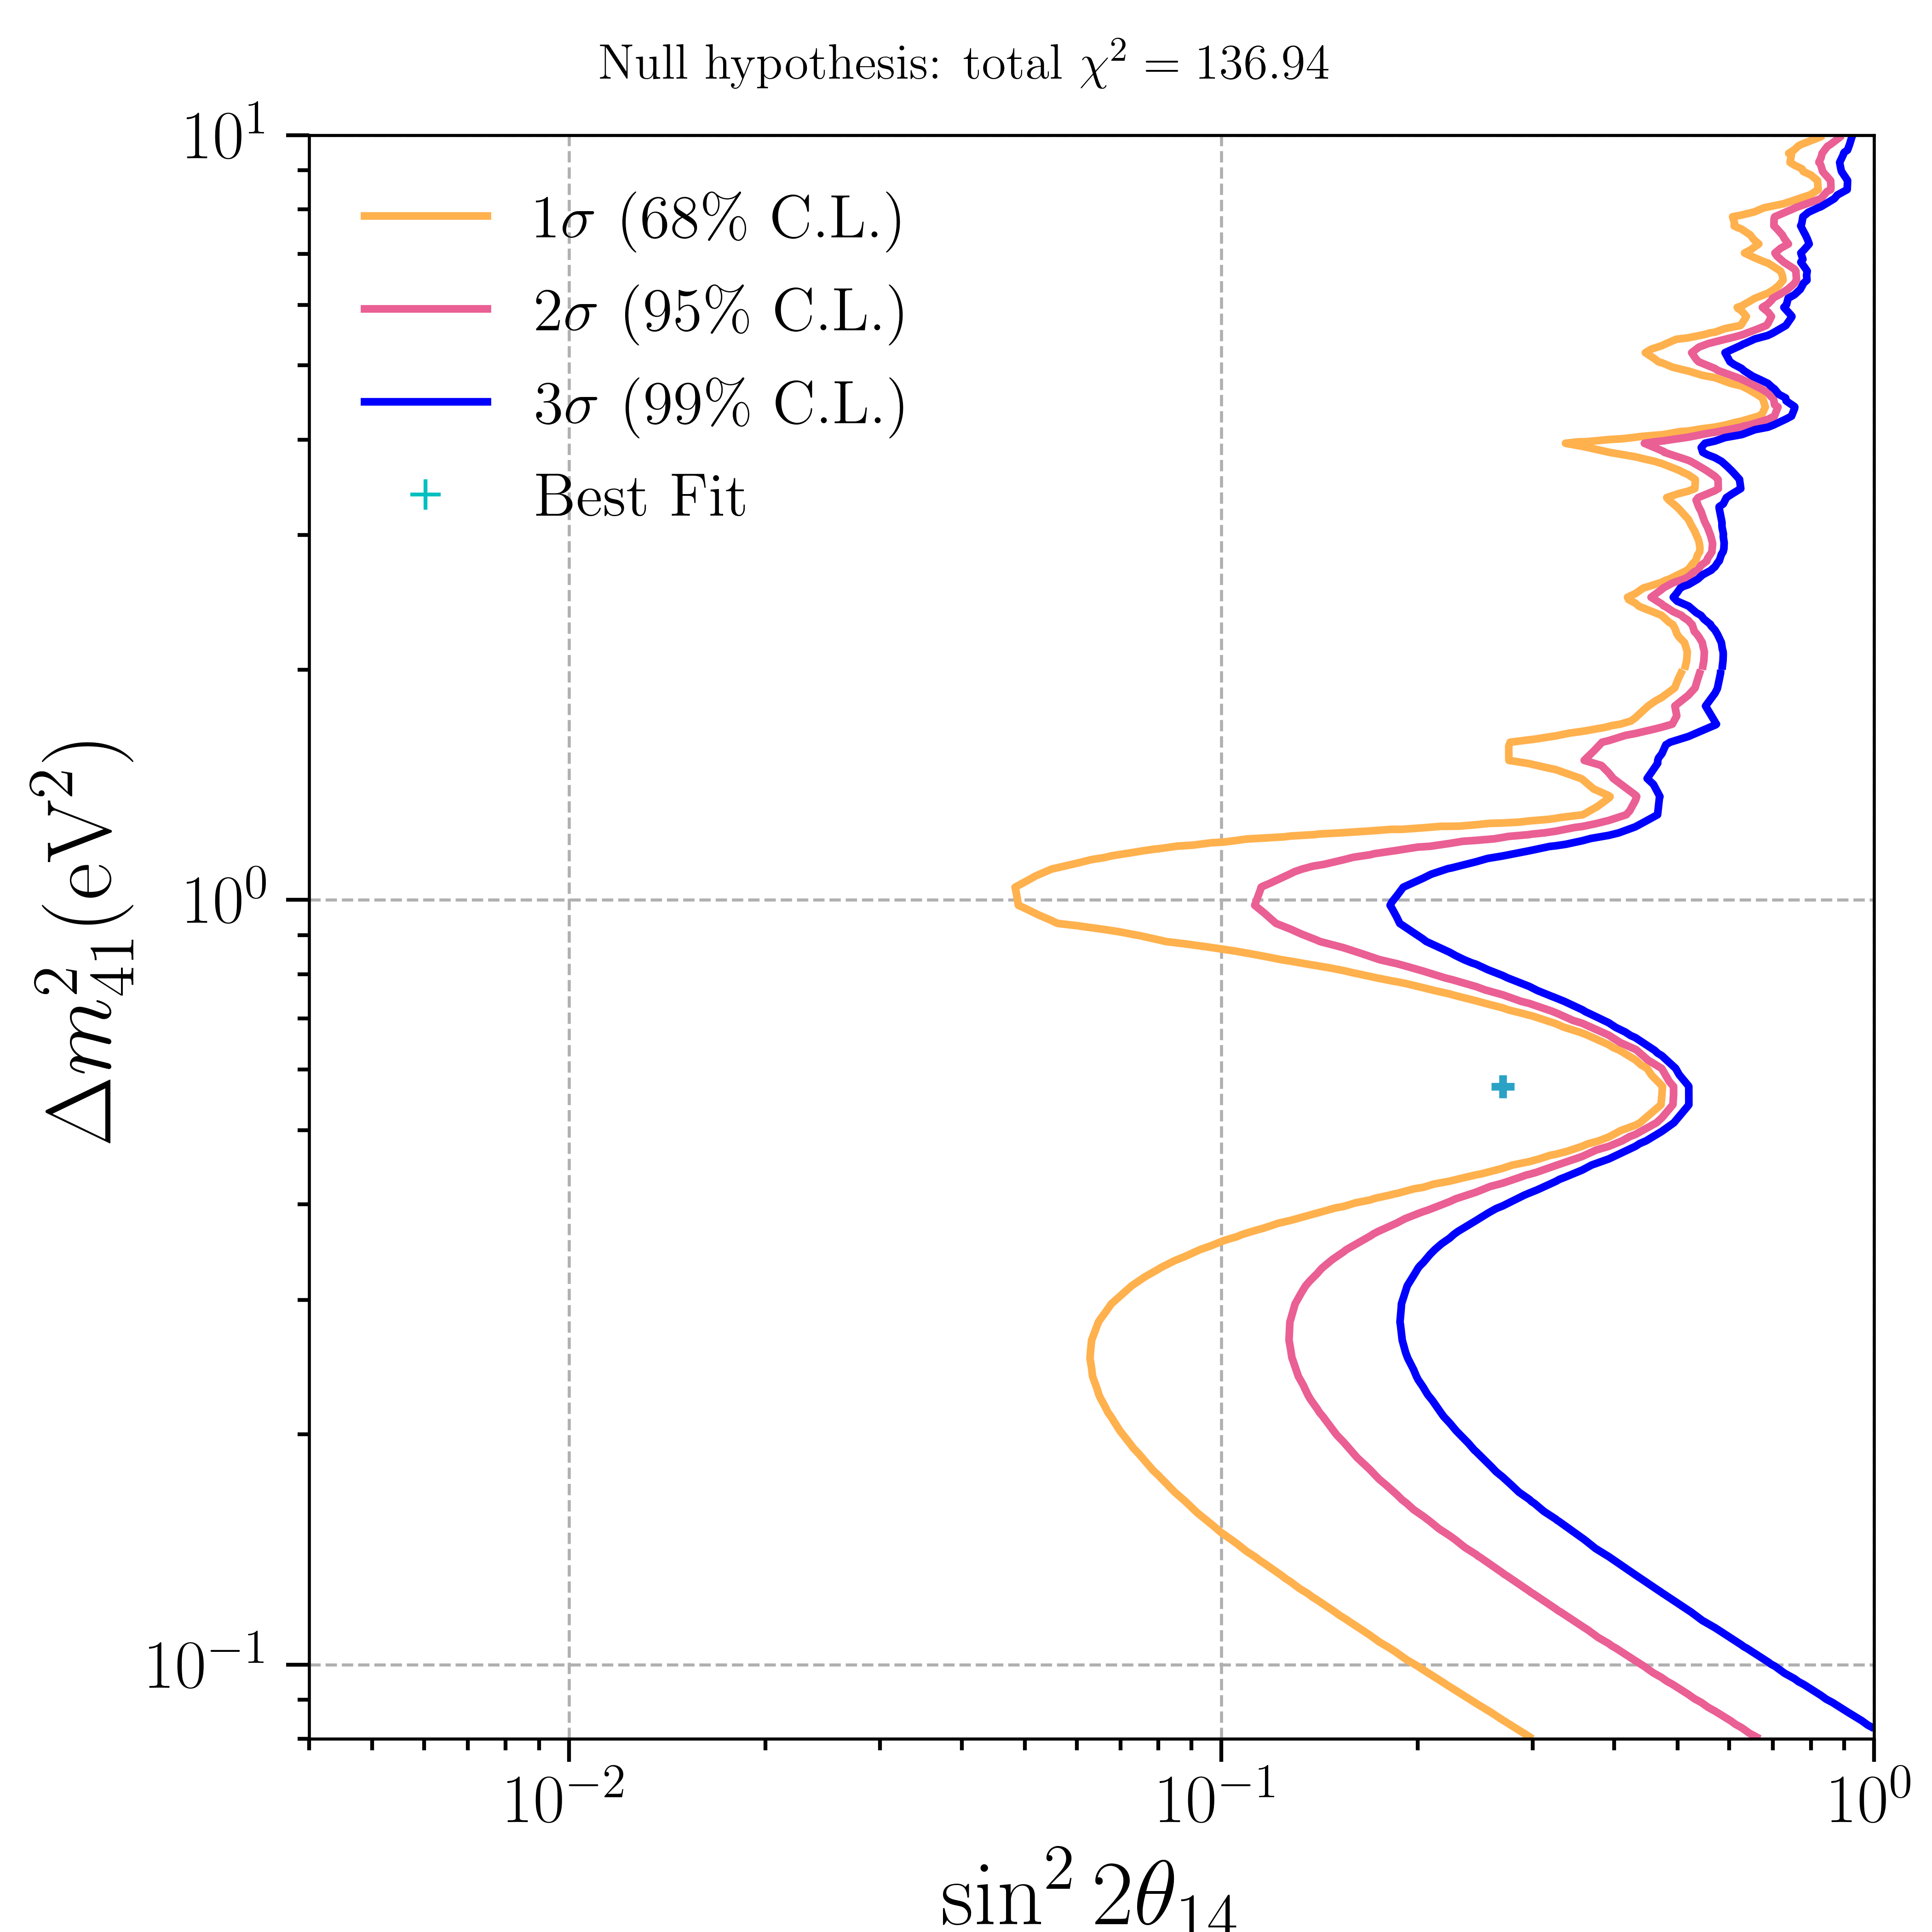 Null hypothesis: total χ² = 136.94
10¹
1σ (68% C.L.)
2σ (95% C.L.)
3σ (99% C.L.)
Best Fit
Δm²₄₁(eV²)
10⁰
10⁻¹
10⁻² 10⁻¹ 10⁰
sin² 2θ₁₄